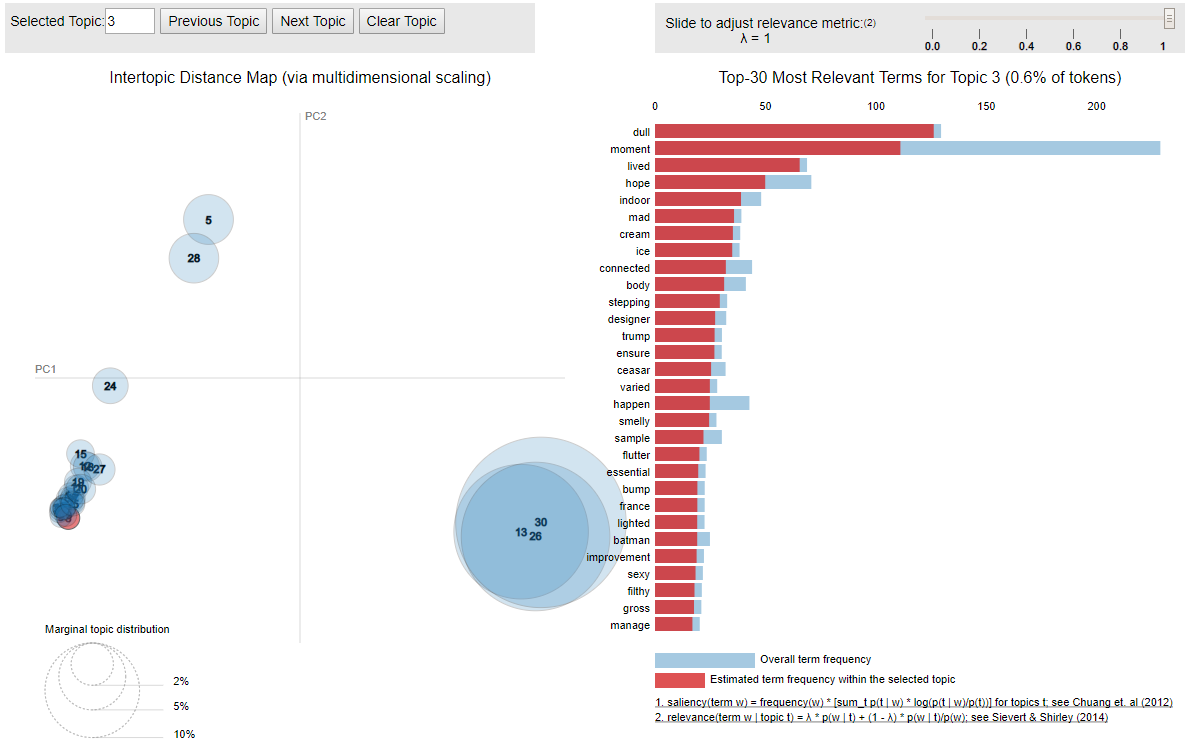 Selected Topic: 3 Previous Topic Next Topic Clear Topic
Slide to adjust relevance metric:(2)
λ = 1
0.0 0.2 0.4 0.6 0.8 1
Intertopic Distance Map (via multidimensional scaling)
PC2
PC1
5
28
24
15
27
20
3
30
13
26
Marginal topic distribution
2%
5%
10%
Top-30 Most Relevant Terms for Topic 3 (0.6% of tokens)
0 50 100 150 200
dull
moment
lived
hope
indoor
mad
cream
ice
connected
body
stepping
designer
trump
ensure
ceasar
varied
happen
smelly
sample
flutter
essential
bump
france
lighted
batman
improvement
sexy
filthy
gross
manage
Overall term frequency
Estimated term frequency within the selected topic
1. saliency(term w) = frequency(w) * [sum_t p(t | w) * log(p(t | w)/p(t))] for topics t; see Chuang et. al (2012)
2. relevance(term w | topic t) = λ * p(w | t) + (1 - λ) * p(w | t)/p(w); see Sievert & Shirley (2014)